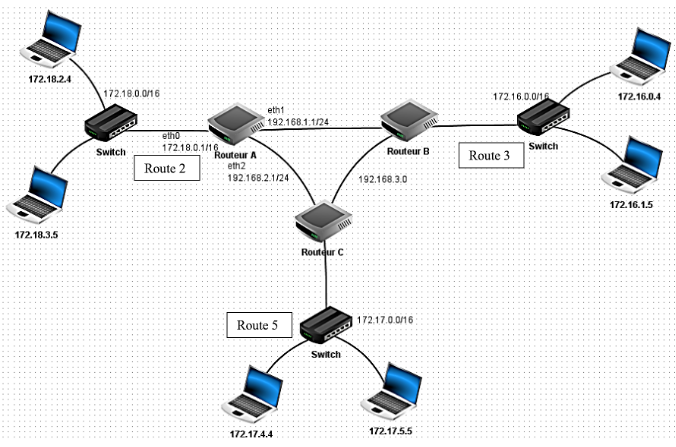 172.18.2.4
172.18.0.0/16
Switch
172.18.3.5
eth0
172.18.0.1/16
Route 2
eth1
192.168.1.1/24
Routeur A
eth2
192.168.2.1/24
Routeur B
192.168.3.0
Route 3
172.16.0.0/16
Switch
172.16.0.4
172.16.1.5
Routeur C
Route 5
172.17.0.0/16
Switch
172.17.4.4
172.17.5.5